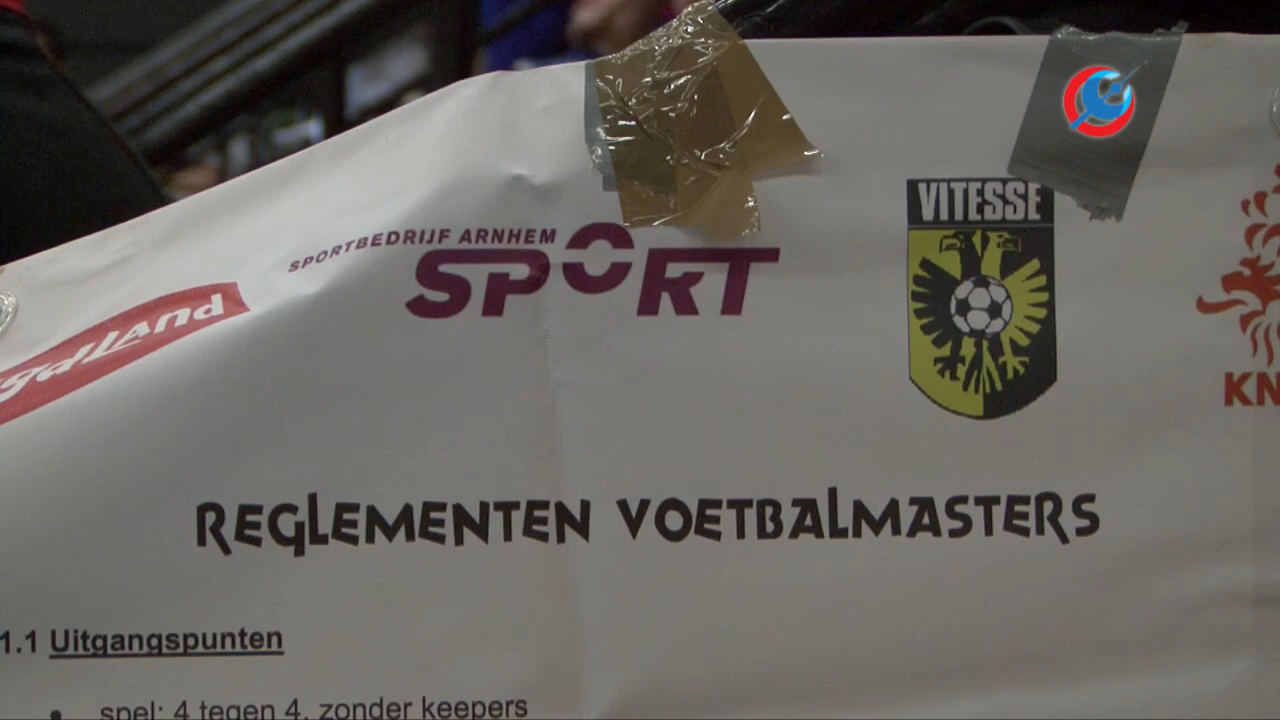 SPORTBEDRIJF ARNHEM
SPORT
VITESSE
REGLEMENTEN VOETBALMASTERS
1.1 Uitgangspunten
• spel: 4 tegen 4, zonder keepers